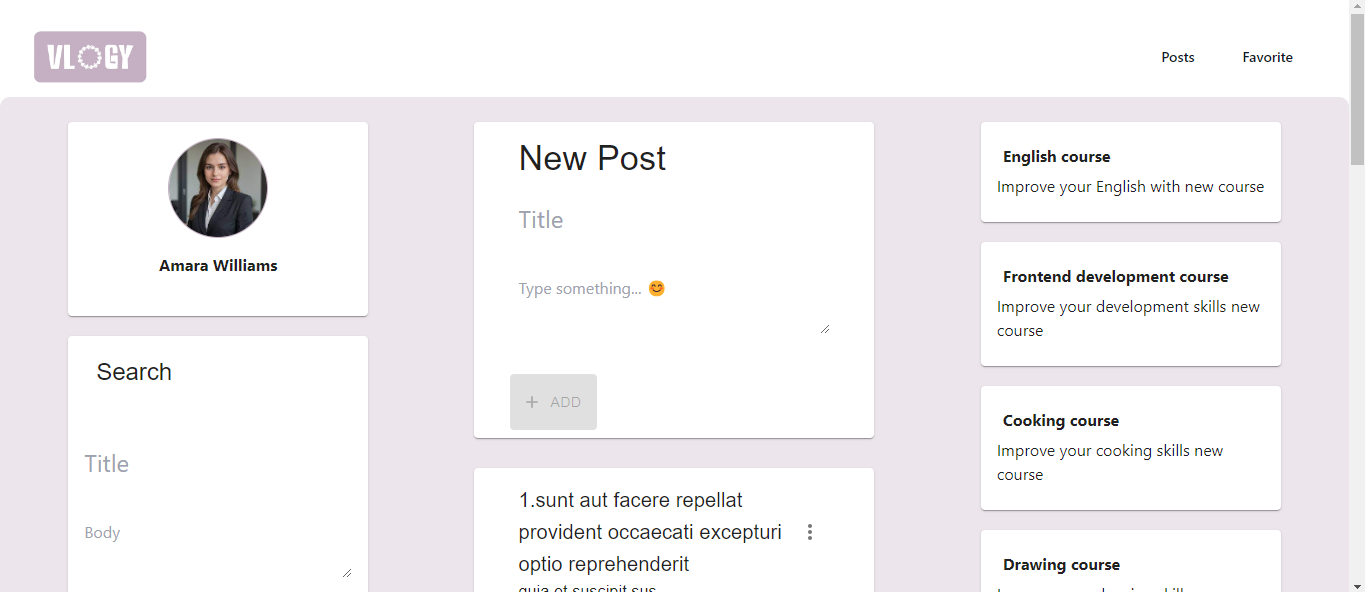 VLOGY
Posts
Favorite
Amara Williams
Search
Title
Body
New Post
Title
Type something... 😊
+ ADD
1.sunt aut facere repellat
provident occaecati excepturi
optio reprehenderit
quia et suscipit sus
English course
Improve your English with new course
Frontend development course
Improve your development skills new
course
Cooking course
Improve your cooking skills new
course
Drawing course